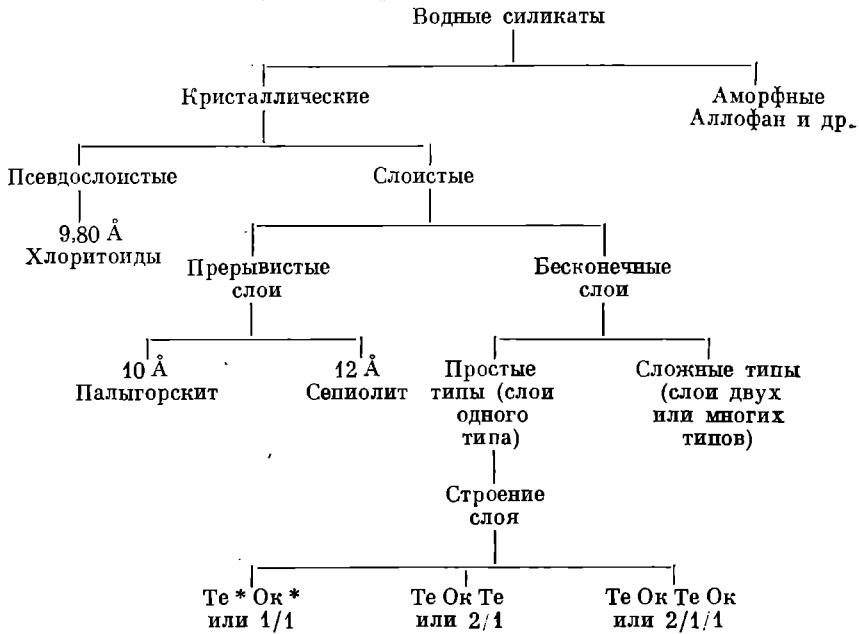 Водные силикаты
Кристаллические
Аморфные
Аллофан и др.
Псевдослоистые
Слоистые
9,80 Å
Хлоритоиды
Прерывистые
слои
Бесконечные
слои
10 Å
Палыгорскит
12 Å
Сепиолит
Простые
типы (слои
одного
типа)
Сложные типы
(слои двух
или многих
типов)
Строение
слоя
Те * Ок *
или 1/1
Те Ок Те
или 2/1
Те Ок Те Ок
или 2/1/1